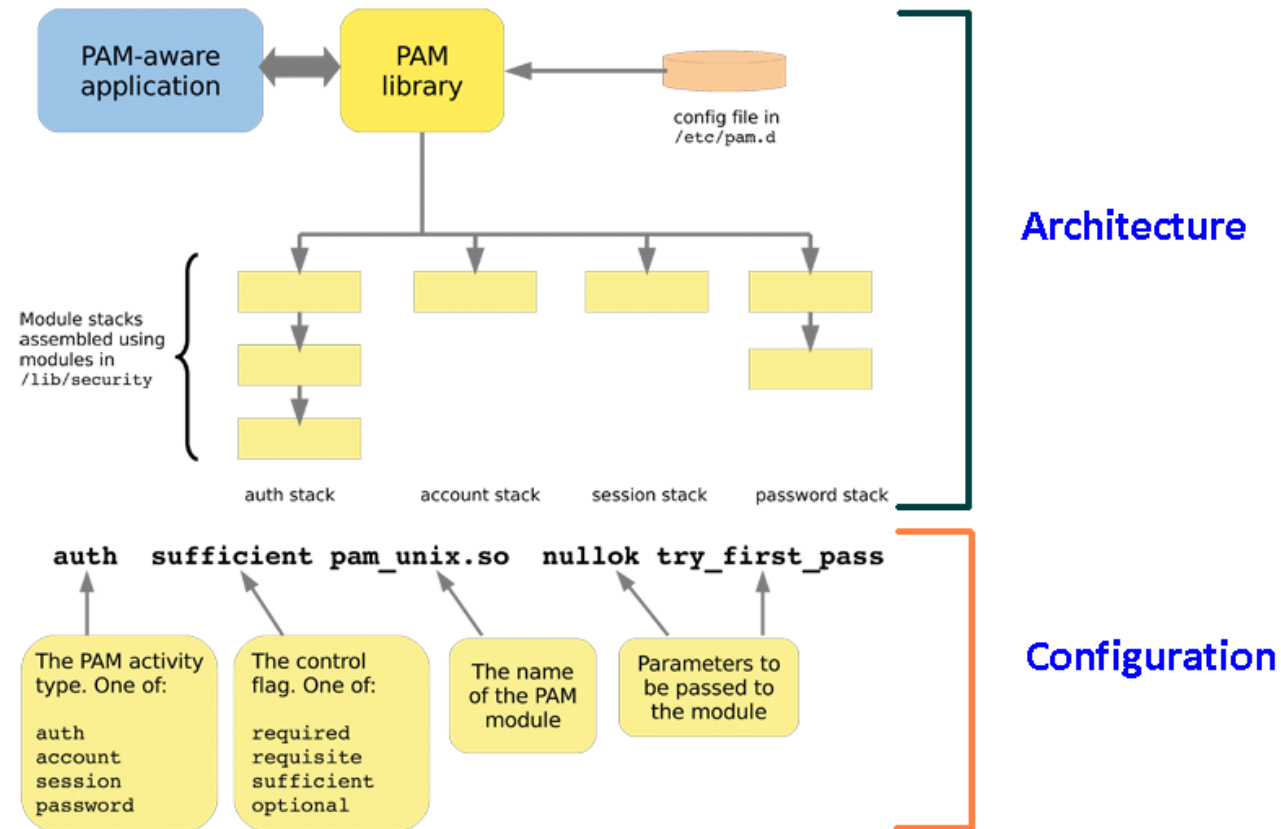 PAM-aware
application
PAM
library
config file in
/etc/pam.d
Architecture
Module stacks
assembled using
modules in
/lib/security
auth stack
account stack
session stack
password stack
auth sufficient pam_unix.so nullok try_first_pass
The PAM activity
type. One of:
auth
account
session
password
The control
flag. One of:
required
requisite
sufficient
optional
The name
of the PAM
module
Parameters to
be passed to
the module
Configuration